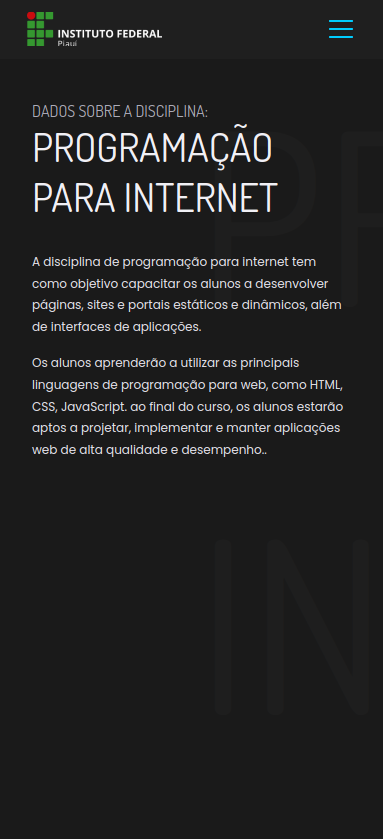 INSTITUTO FEDERAL
Piauí
DADOS SOBRE A DISCIPLINA:
PROGRAMAÇÃO
PARA INTERNET
A disciplina de programação para internet tem
como objetivo capacitar os alunos a desenvolver
páginas, sites e portais estáticos e dinâmicos, além
de interfaces de aplicações.
Os alunos aprenderão a utilizar as principais
linguagens de programação para web, como HTML,
CSS, JavaScript. ao final do curso, os alunos estarão
aptos a projetar, implementar e manter aplicações
web de alta qualidade e desempenho..
PR
IN